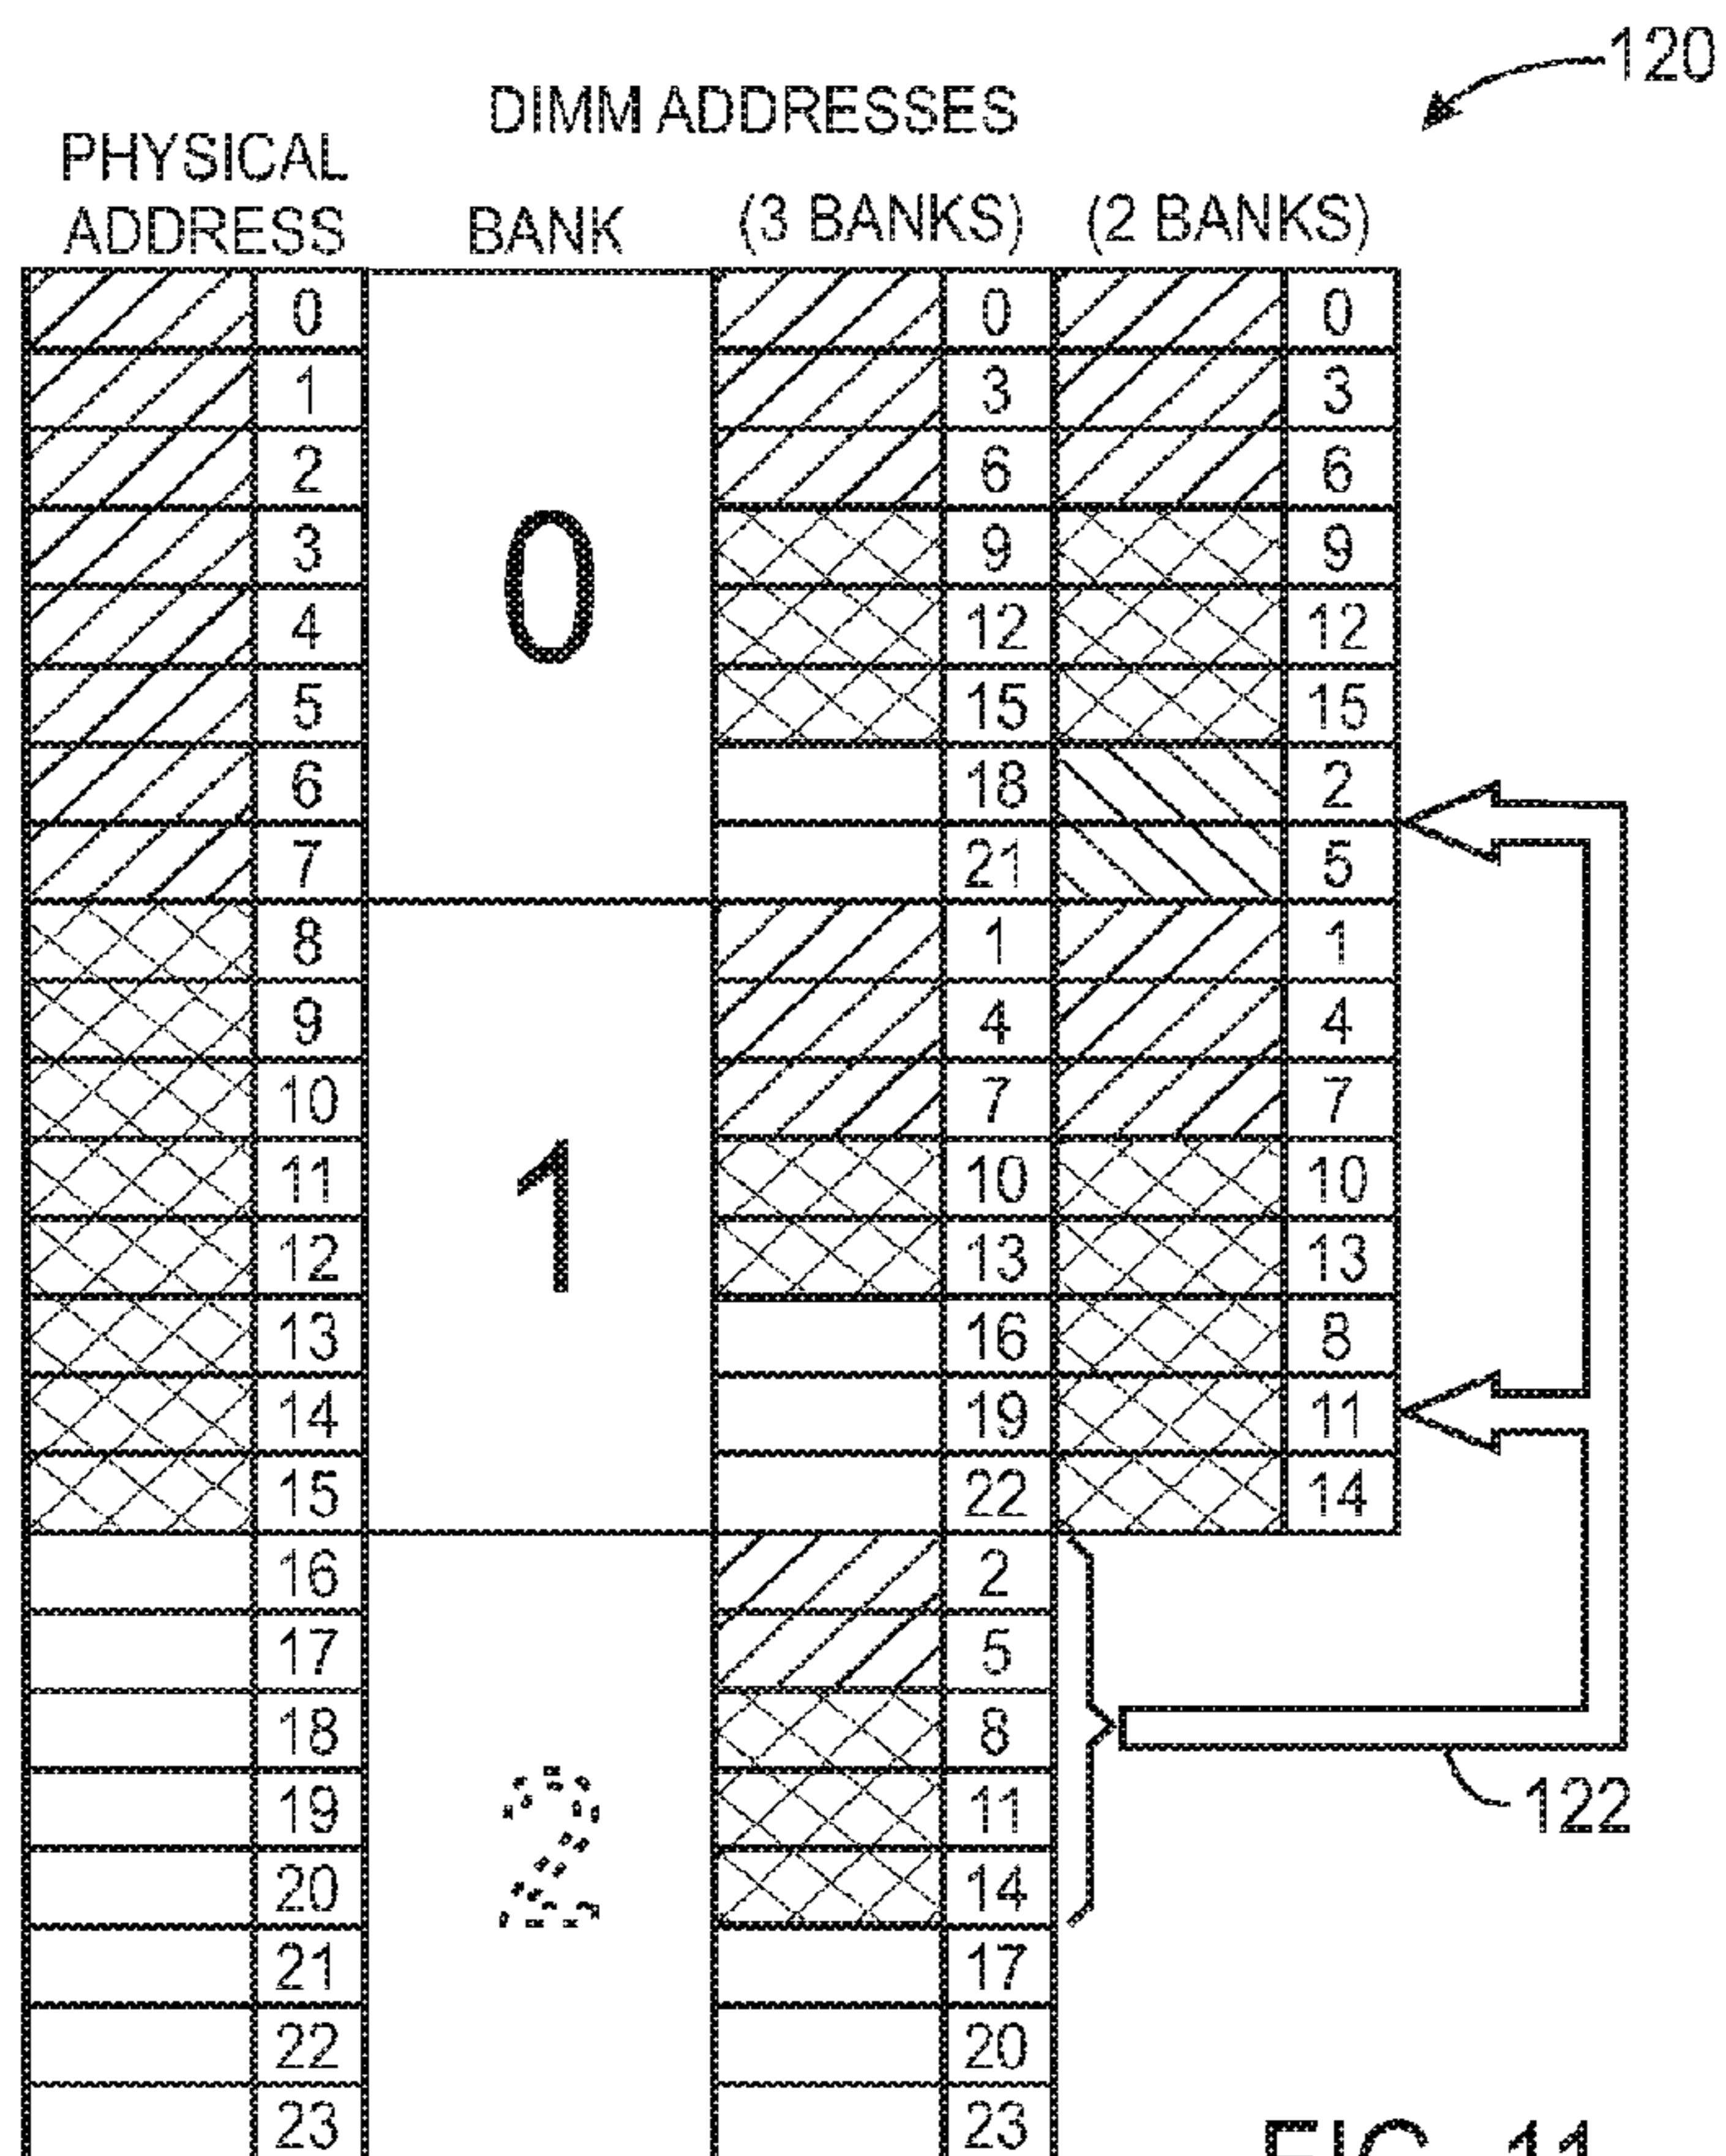 120
DIMM ADDRESSES
PHYSICAL
ADDRESS BANK (3 BANKS) (2 BANKS)
0 0 0
1 3 3
2 6 6
3 9 9
0
4 12 12
5 15 15
6 18 2
7 21 5
8 1 1
9 4 4
10 7 7
11 10 10
1
12 13 13
13 16 8
14 19 11
15 22 14
16 2
17 5
18 8
19 11
122
2
20 14
21 17
22 20
23 23
FIG. 11